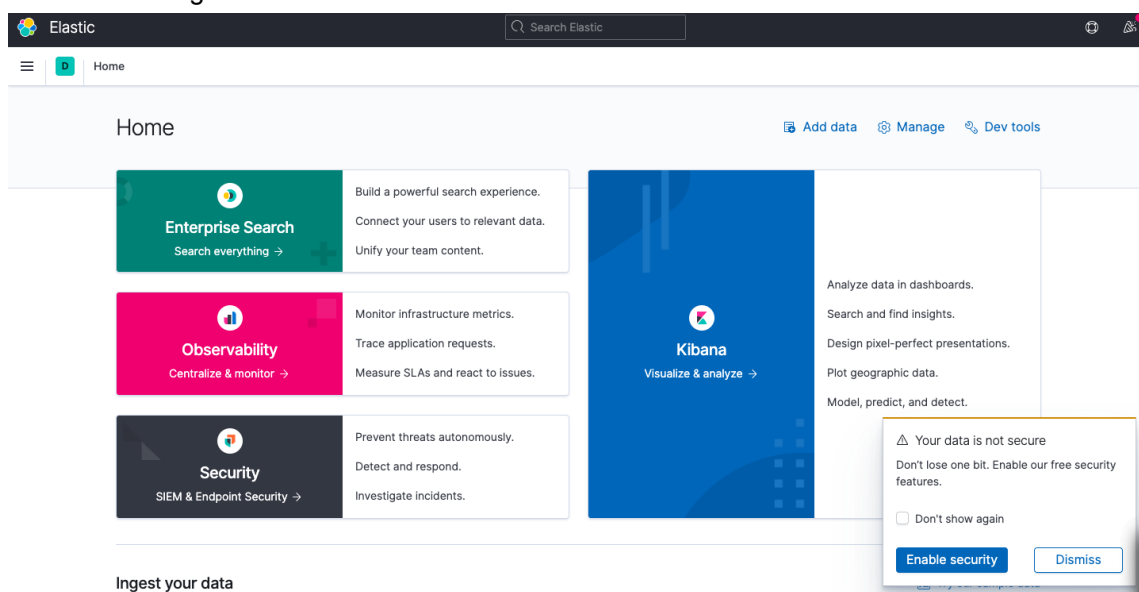 Elastic
Search Elastic
D
Home
Home
Add data
Manage
Dev tools
Enterprise Search
Search everything →
Build a powerful search experience.
Connect your users to relevant data.
Unify your team content.
Observability
Centralize & monitor →
Monitor infrastructure metrics.
Trace application requests.
Measure SLAs and react to issues.
Security
SIEM & Endpoint Security →
Prevent threats autonomously.
Detect and respond.
Investigate incidents.
Kibana
Visualize & analyze →
Analyze data in dashboards.
Search and find insights.
Design pixel-perfect presentations.
Plot geographic data.
Model, predict, and detect.
Your data is not secure
Don't lose one bit. Enable our free security
features.
Don't show again
Enable security
Dismiss
Ingest your data